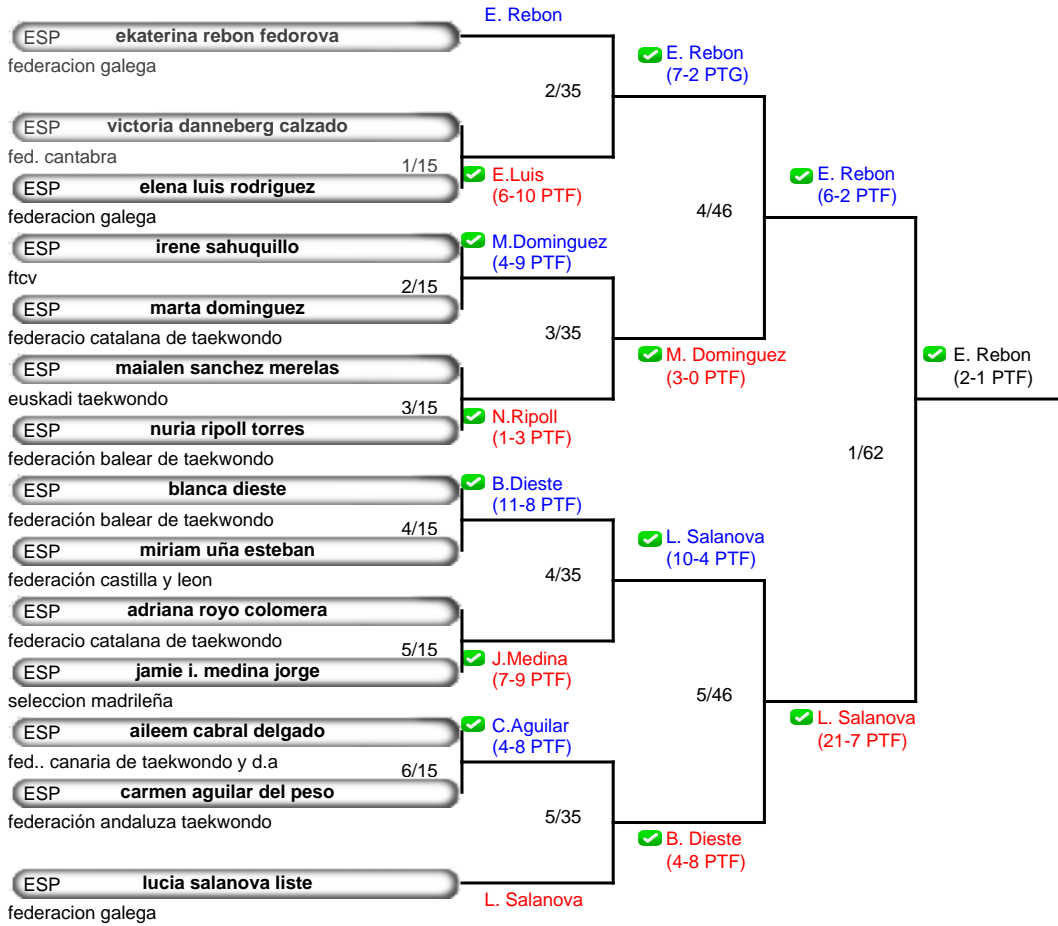 ESP ekaterina rebon fedorova
federacion galega
ESP victoria danneberg calzado
fed. cantabra
1/15
ESP elena luis rodriguez
federacion galega
ESP irene sahuquillo
ftcv
2/15
ESP marta dominguez
federacio catalana de taekwondo
ESP maialen sanchez merelas
euskadi taekwondo
3/15
ESP nuria ripoll torres
federación balear de taekwondo
ESP blanca dieste
federación balear de taekwondo
4/15
ESP miriam uña esteban
federación castilla y leon
ESP adriana royo colomera
federacio catalana de taekwondo
5/15
ESP jamie i. medina jorge
seleccion madrileña
ESP aileem cabral delgado
fed.. canaria de taekwondo y d.a
6/15
ESP carmen aguilar del peso
federación andaluza taekwondo
ESP lucia salanova liste
federacion galega
E. Rebon
2/35
E.Luis
(6-10 PTF)
M.Dominguez
(4-9 PTF)
3/35
N.Ripoll
(1-3 PTF)
B.Dieste
(11-8 PTF)
4/35
J.Medina
(7-9 PTF)
C.Aguilar
(4-8 PTF)
5/35
L. Salanova
E. Rebon
(7-2 PTG)
4/46
M. Dominguez
(3-0 PTF)
L. Salanova
(10-4 PTF)
5/46
B. Dieste
(4-8 PTF)
E. Rebon
(6-2 PTF)
1/62
L. Salanova
(21-7 PTF)
E. Rebon
(2-1 PTF)